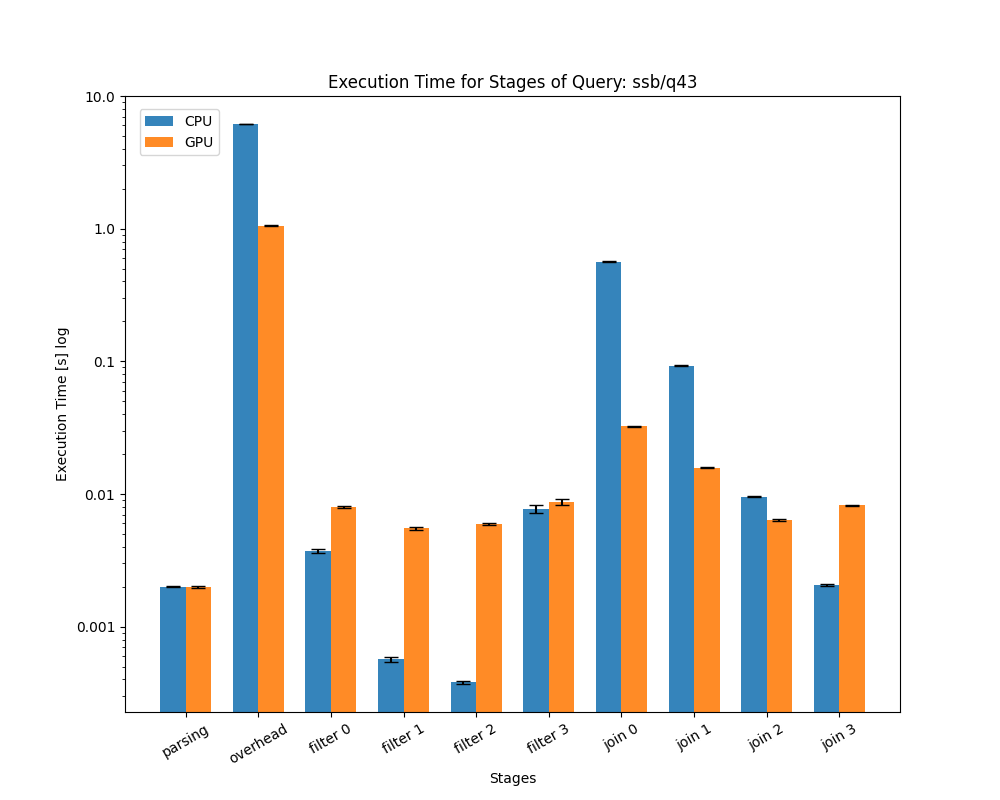 Execution Time for Stages of Query: ssb/q43
CPU
GPU
10.0
1.0
0.1
0.01
0.001
Execution Time [s] log
parsing
overhead
filter 0
filter 1
filter 2
filter 3
join 0
join 1
join 2
join 3
Stages